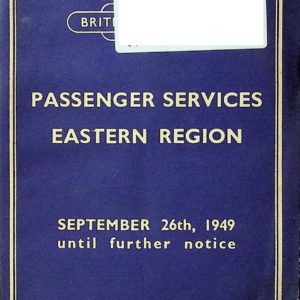 BRIT
PASSENGER SERVICES
EASTERN REGION
SEPTEMBER 26th, 1949
until further notice